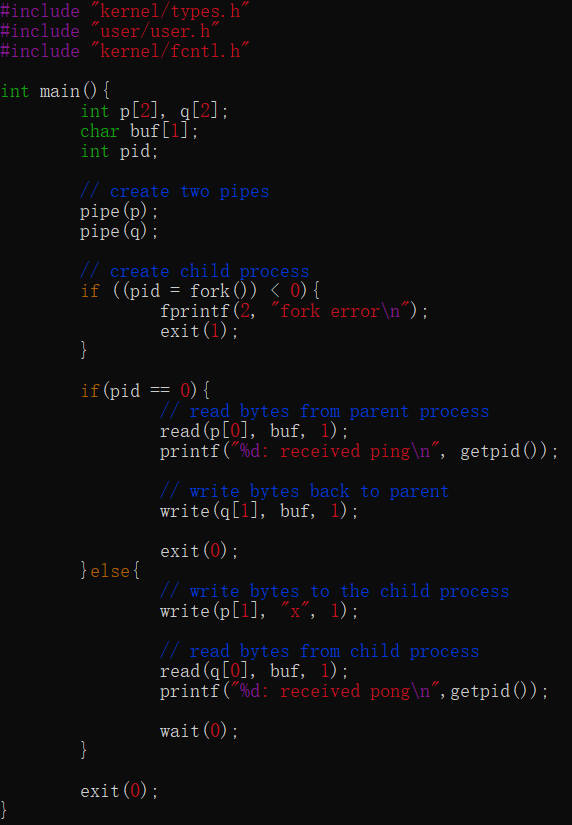 #include "kernel/types.h"
#include "user/user.h"
#include "kernel/fcntl.h"
int main(){
int p[2], q[2];
char buf[1];
int pid;
// create two pipes
pipe(p);
pipe(q);
// create child process
if ((pid = fork()) < 0){
fprintf(2, "fork error\n");
exit(1);
}
if(pid == 0){
// read bytes from parent process
read(p[0], buf, 1);
printf("%d: received ping\n", getpid());
// write bytes back to parent
write(q[1], buf, 1);
exit(0);
}else{
// write bytes to the child process
write(p[1], "x", 1);
// read bytes from child process
read(q[0], buf, 1);
printf("%d: received pong\n",getpid());
wait(0);
}
exit(0);
}